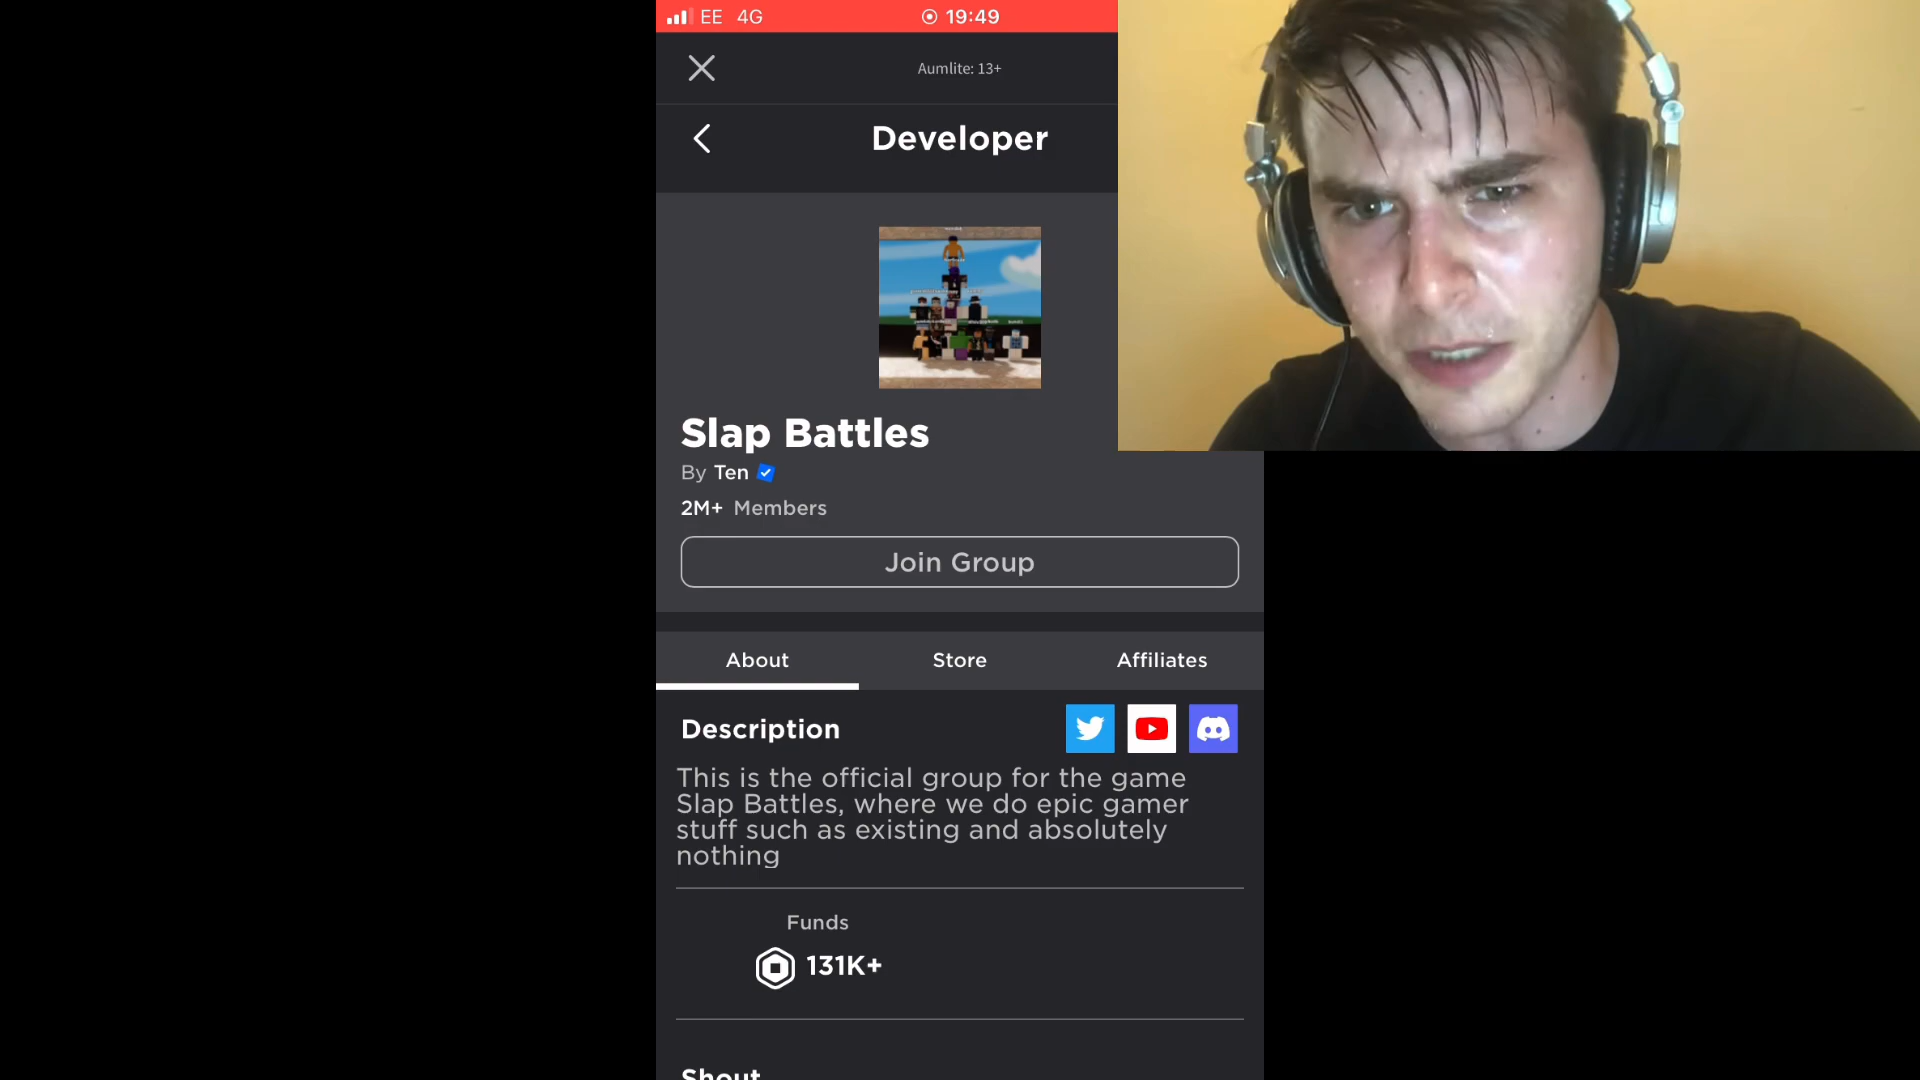 EE 4G 19:49
Aumlite: 13+
Developer
Slap Battles
By Ten
2M+ Members
Join Group
About Store Affiliates
Description
This is the official group for the game
Slap Battles, where we do epic gamer
stuff such as existing and absolutely
nothing
Funds
131K+
Shout